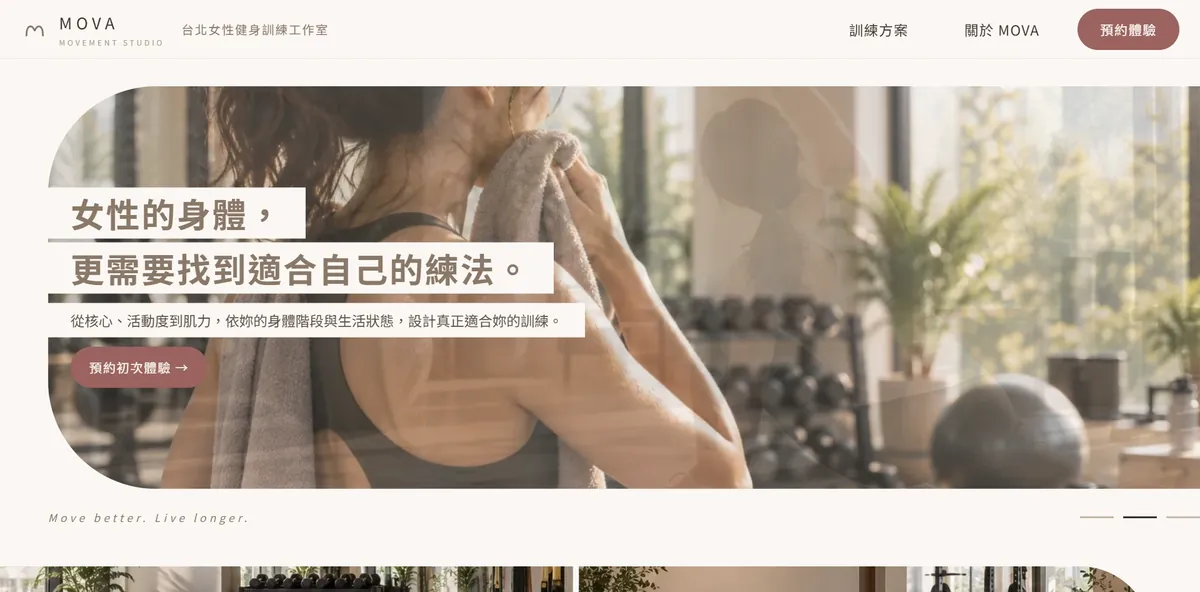 MOVA
MOVEMENT STUDIO
台北女性健身訓練工作室
訓練方案
關於 MOVA
預約體驗
女性的身體，
更需要找到適合自己的練法。
從核心、活動度到肌力，依妳的身體階段與生活狀態，設計真正適合妳的訓練。
預約初次體驗 →
Move better. Live longer.